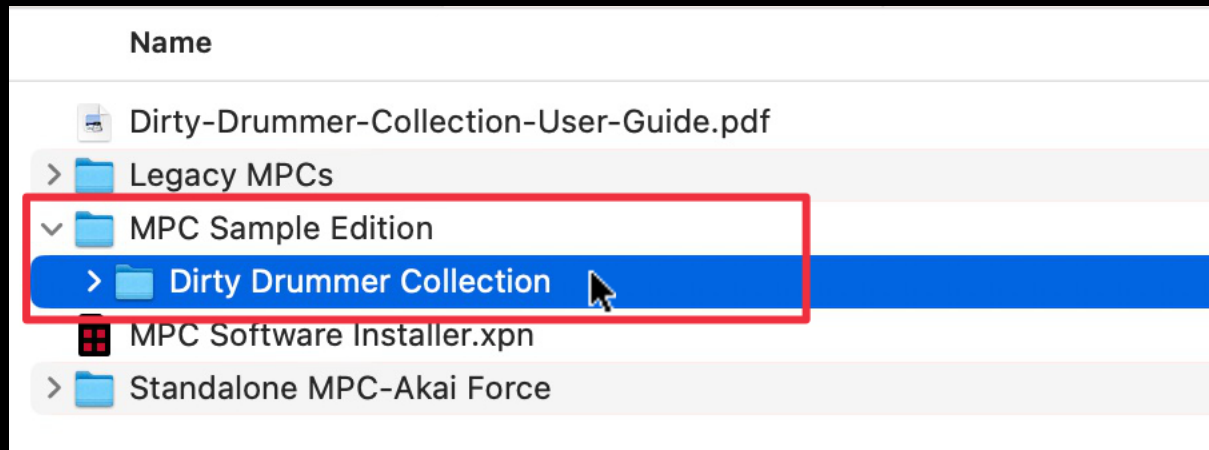 Name
Dirty-Drummer-Collection-User-Guide.pdf
Legacy MPCs
MPC Sample Edition
Dirty Drummer Collection
MPC Software Installer.xpn
Standalone MPC-Akai Force